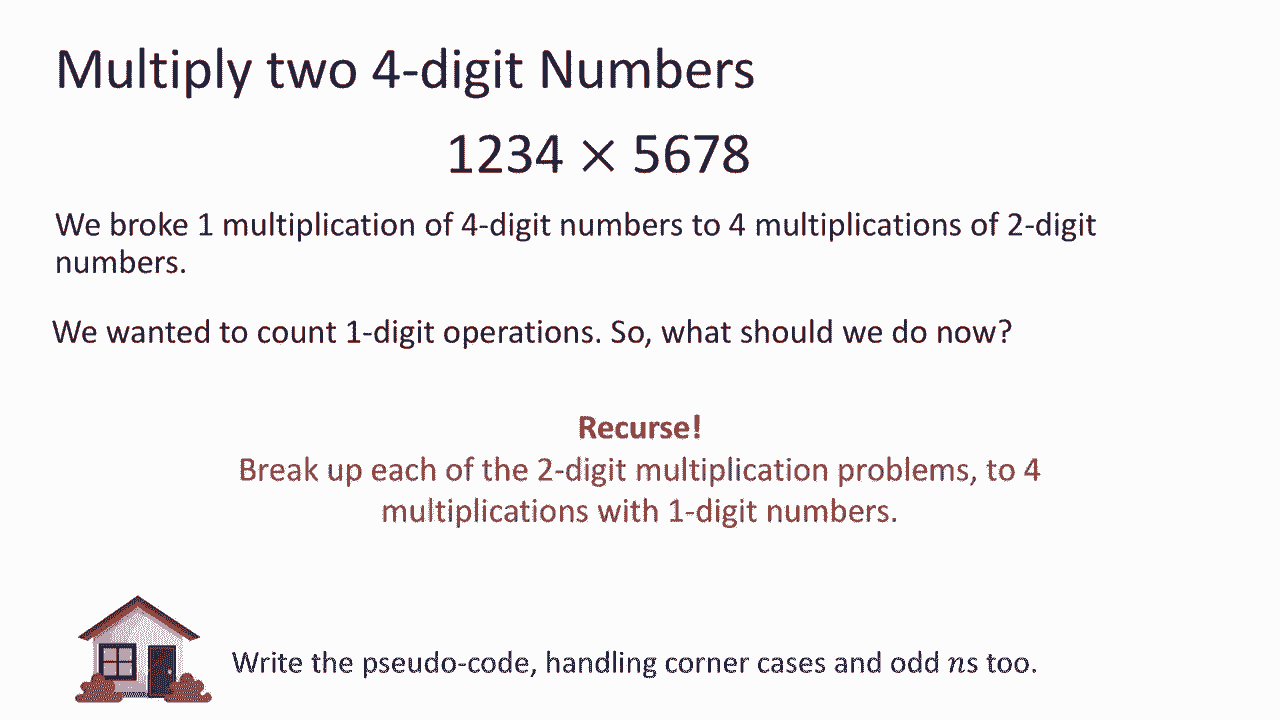 Multiply two 4-digit Numbers
1234 × 5678
We broke 1 multiplication of 4-digit numbers to 4 multiplications of 2-digit
numbers.
We wanted to count 1-digit operations. So, what should we do now?
Recurse!
Break up each of the 2-digit multiplication problems, to 4
multiplications with 1-digit numbers.
Write the pseudo-code, handling corner cases and odd 𝑛s too.